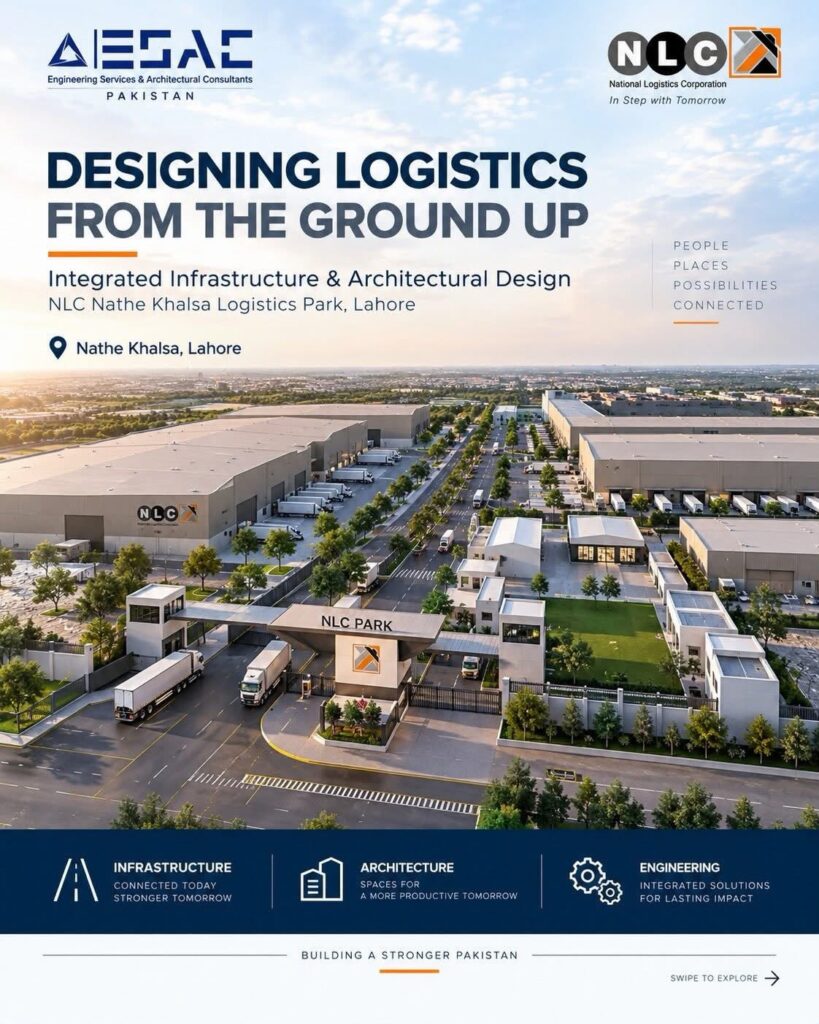 ESAC
Engineering Services & Architectural Consultants
PAKISTAN
NLC
National Logistics Corporation
In Step with Tomorrow
DESIGNING LOGISTICS
FROM THE GROUND UP
Integrated Infrastructure & Architectural Design
NLC Nathe Khalsa Logistics Park, Lahore
PEOPLE
PLACES
POSSIBILITIES
CONNECTED
Nathe Khalsa, Lahore
NLC
NLC PARK
INFRASTRUCTURE
CONNECTED TODAY
STRONGER TOMORROW
ARCHITECTURE
SPACES FOR
A MORE PRODUCTIVE TOMORROW
ENGINEERING
INTEGRATED SOLUTIONS
FOR LASTING IMPACT
BUILDING A STRONGER PAKISTAN
SWIPE TO EXPLORE